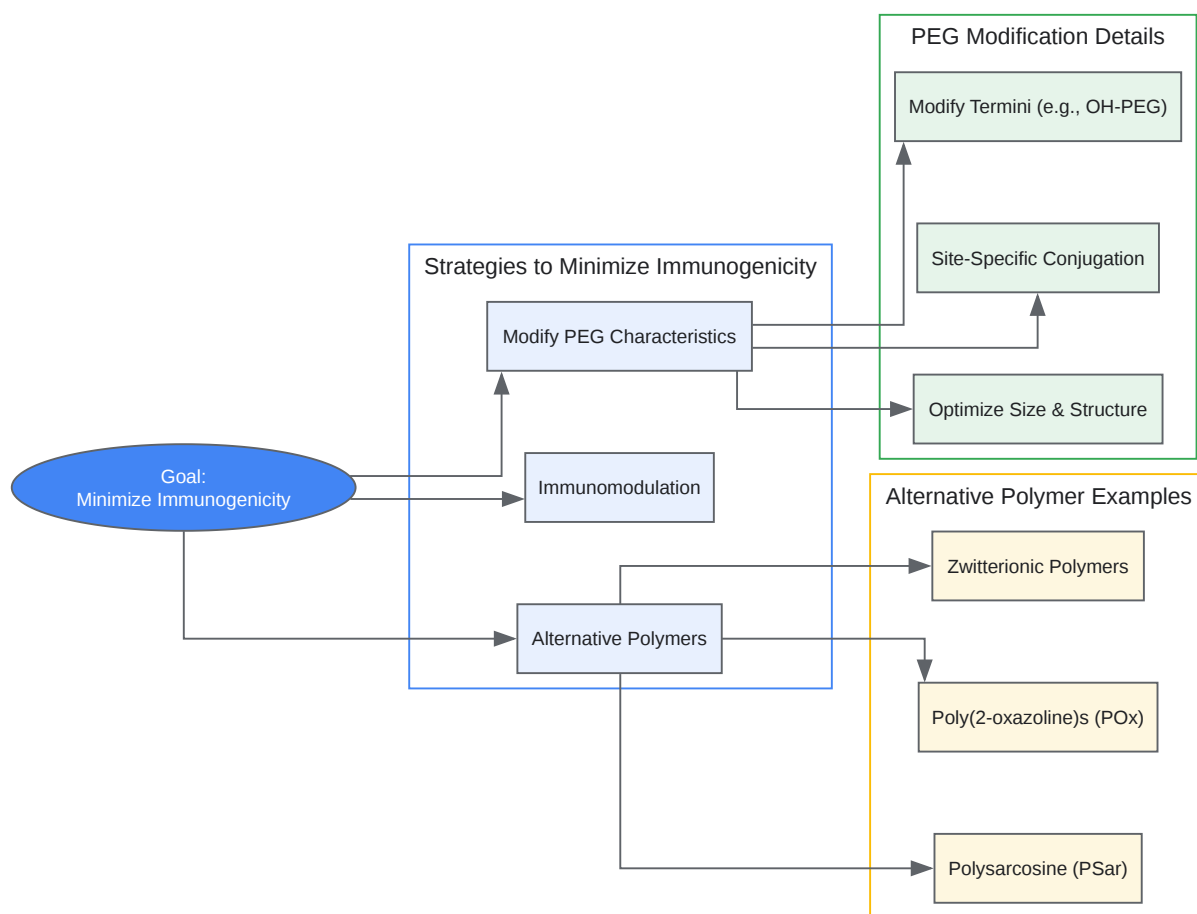 PEG Modification Details
Modify Termini (e.g., OH-PEG)
Site-Specific Conjugation
Optimize Size & Structure
Strategies to Minimize Immunogenicity
Modify PEG Characteristics
Immunomodulation
Alternative Polymers
Goal:
Minimize Immunogenicity
Alternative Polymer Examples
Zwitterionic Polymers
Poly(2-oxazoline)s (POx)
Polysarcosine (PSar)